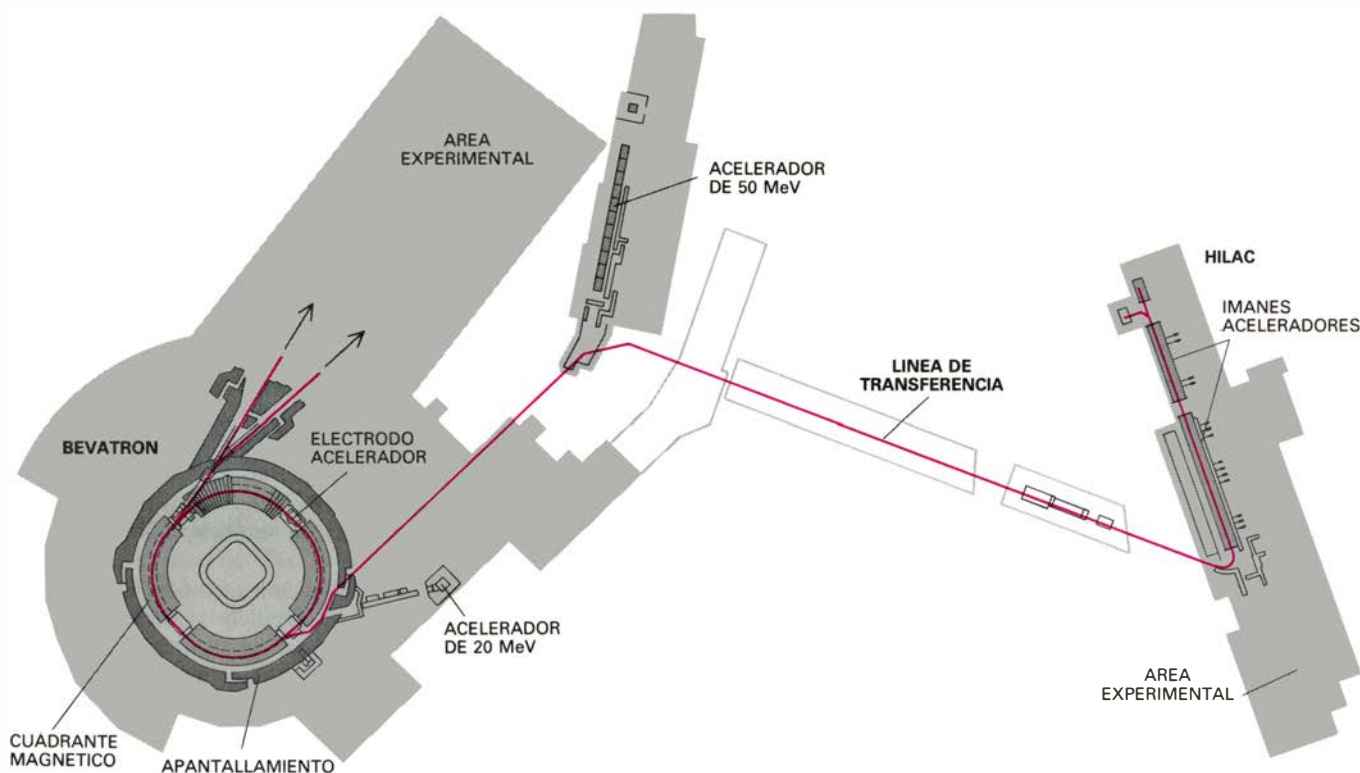 AREA
EXPERIMENTAL
ACELERADOR
DE 50 MeV
HILAC
IMANES
ACELERADORES
LINEA DE
TRANSFERENCIA
BEVATRON
ELECTRODO
ACELERADOR
ACELERADOR
DE 20 MeV
AREA
EXPERIMENTAL
CUADRANTE
MAGNETICO
APANTALLAMIENTO